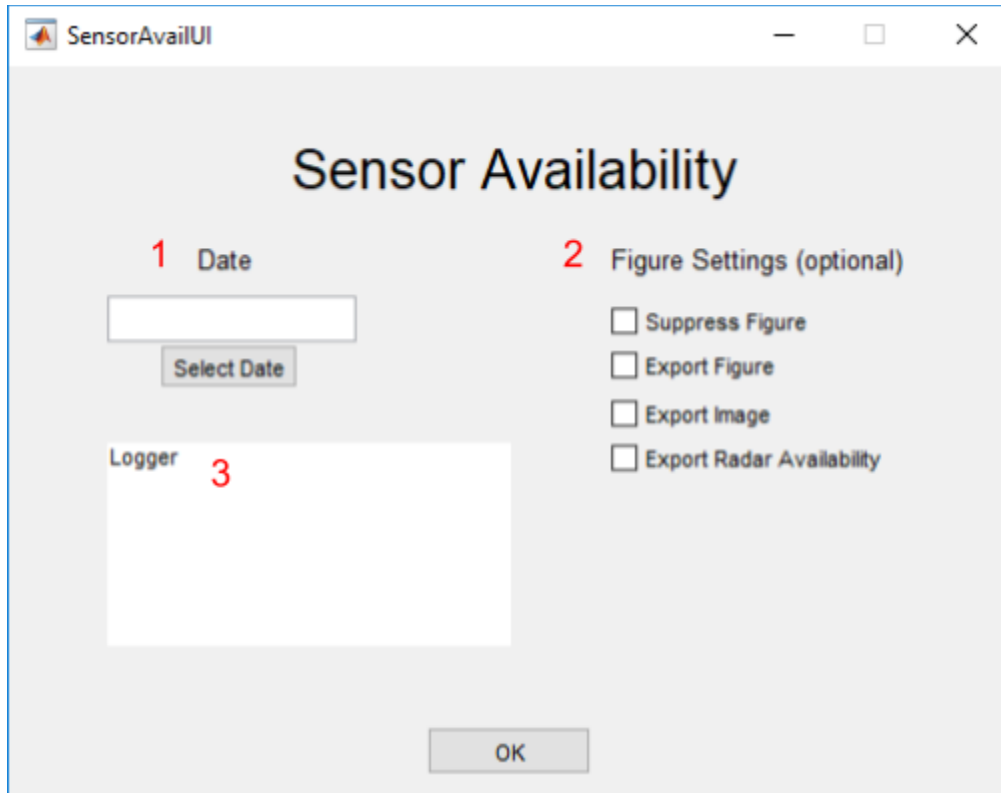 SensorAvailUI
Sensor Availability
1 Date
Select Date
2 Figure Settings (optional)
Suppress Figure
Export Figure
Export Image
Export Radar Availability
Logger 3
OK